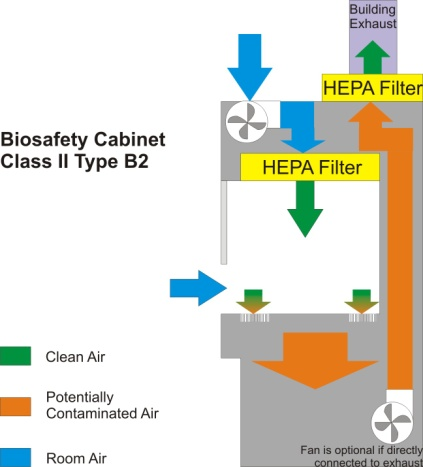 Building
Exhaust
HEPA Filter
Biosafety Cabinet
Class II Type B2
HEPA Filter
Clean Air
Potentially
Contaminated Air
Room Air
Fan is optional if directly
connected to exhaust